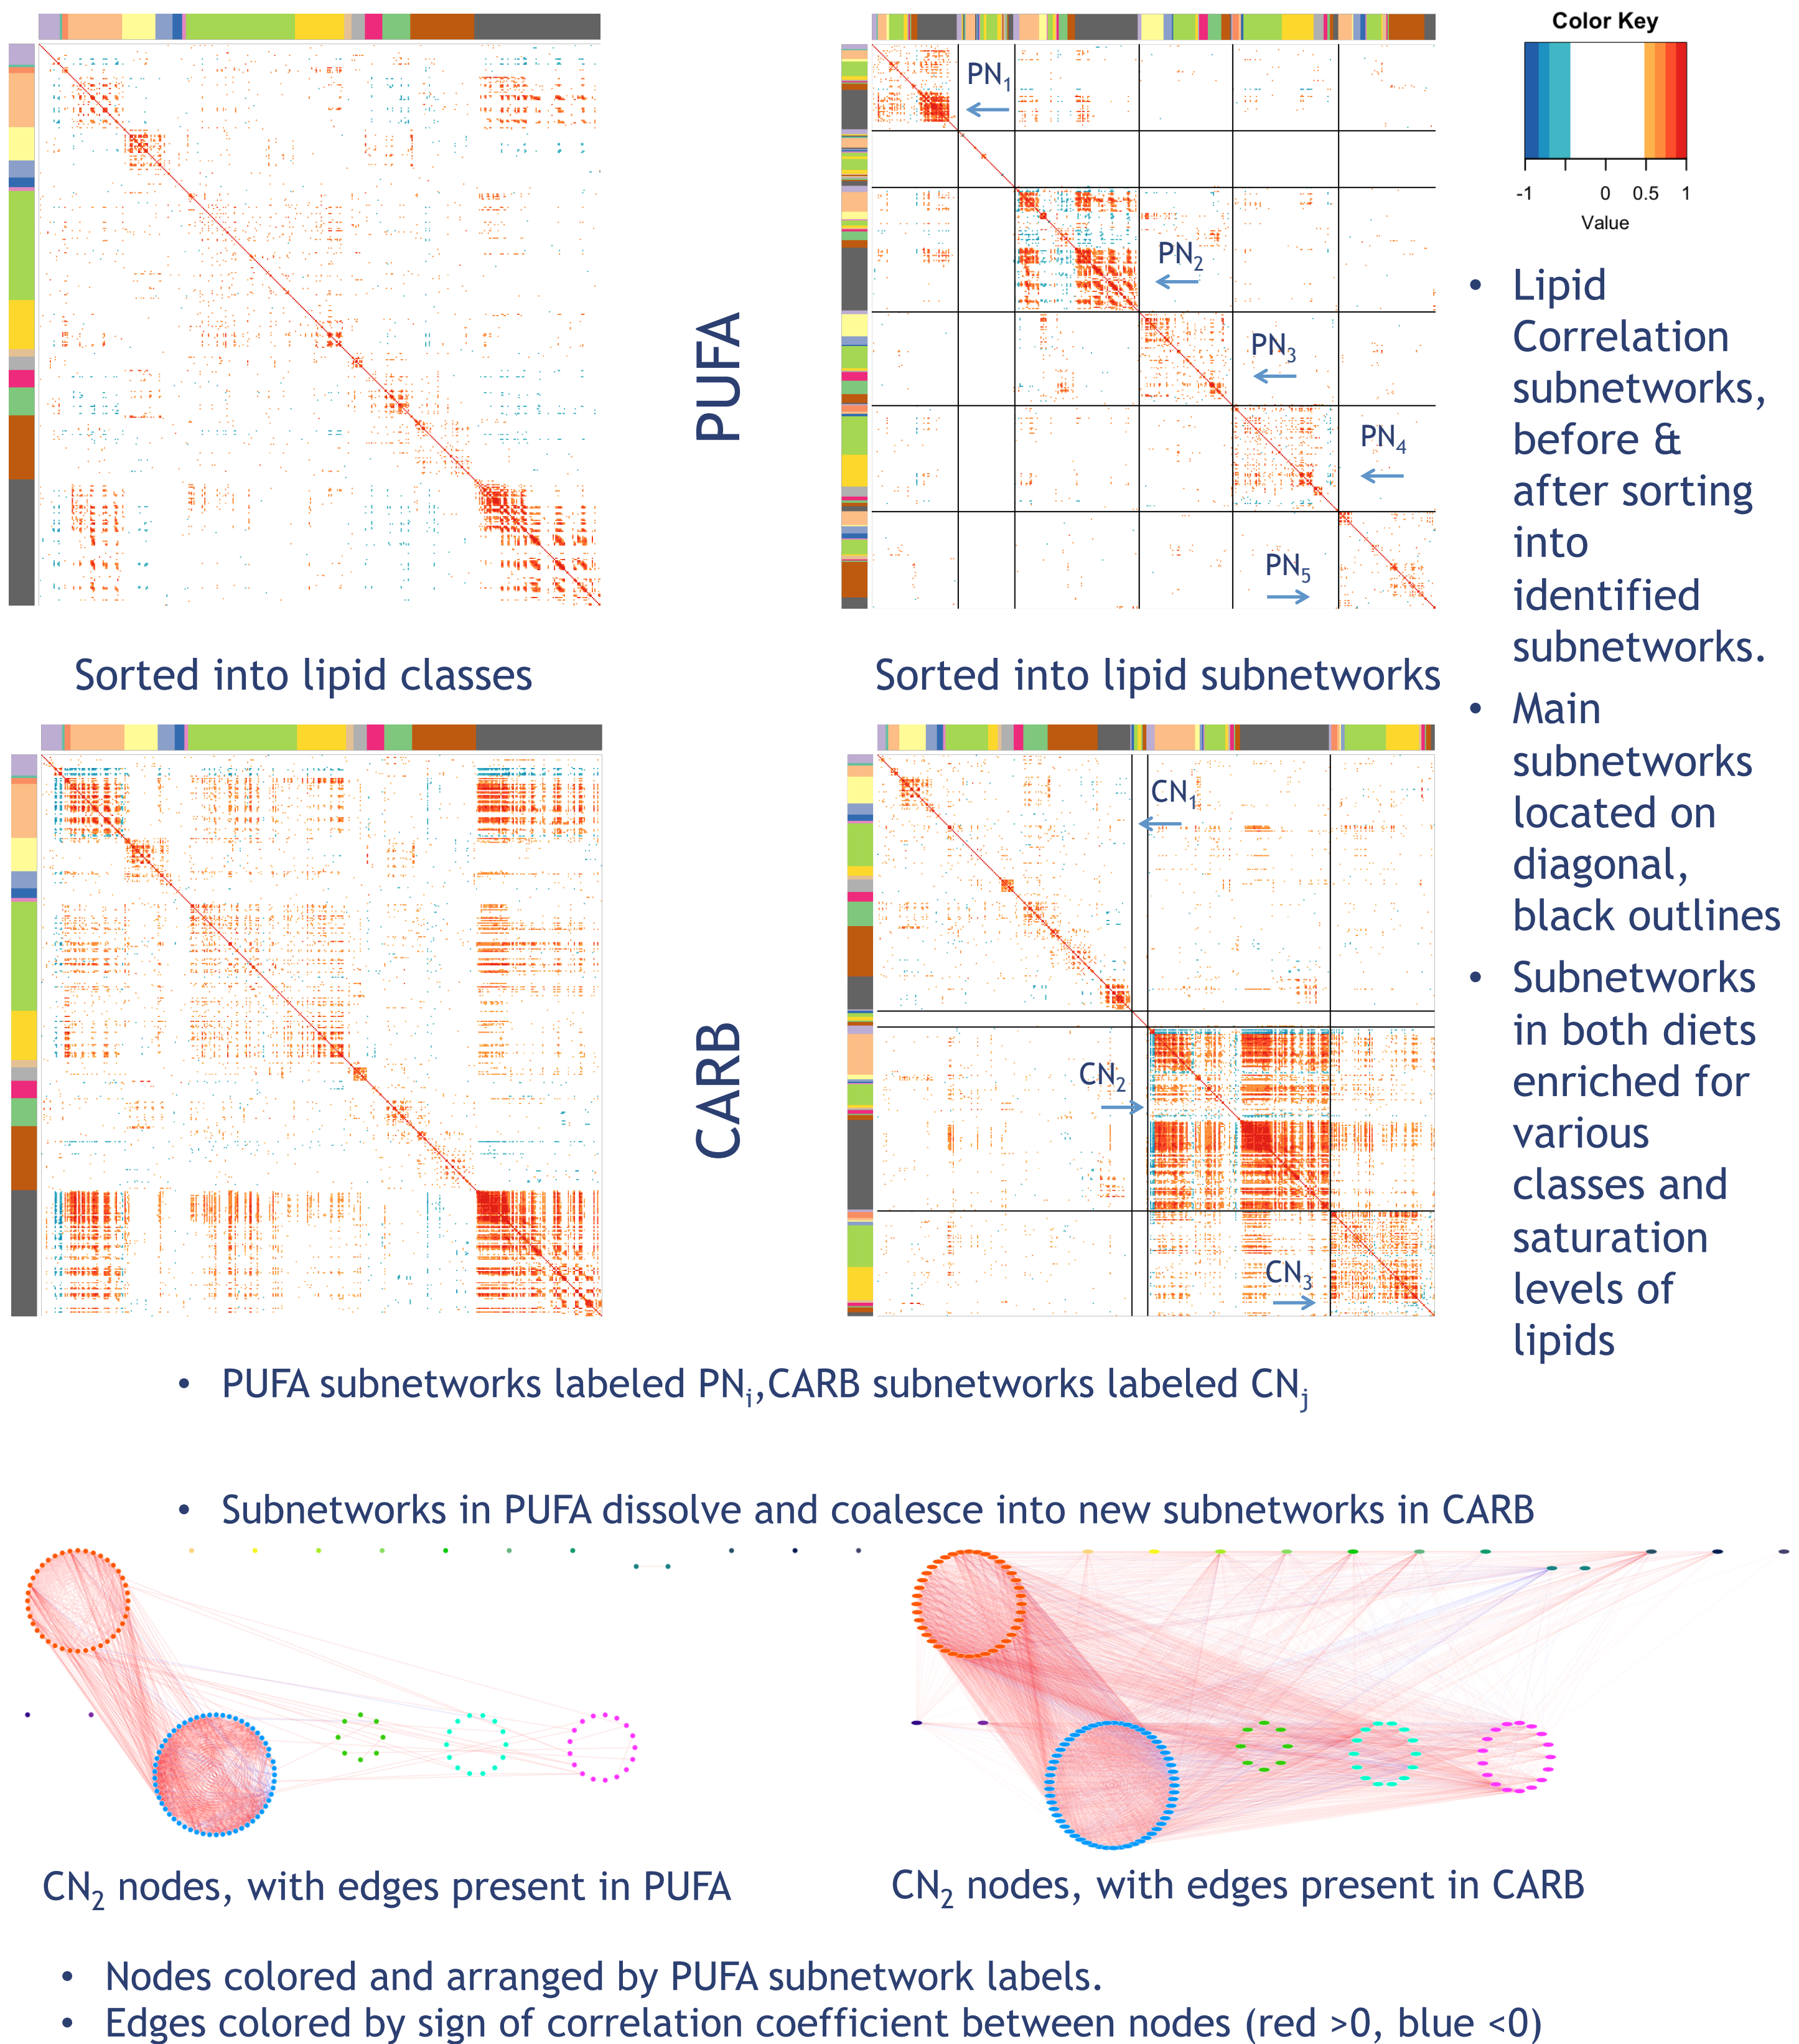 Color Key
-1 0 0.5 1
Value
PN1
PN2
PN3
PN4
PN5
PUFA
Sorted into lipid classes
Sorted into lipid subnetworks
• Lipid
Correlation
subnetworks,
before &
after sorting
into
identified
subnetworks.
• Main
subnetworks
located on
diagonal,
black outlines
• Subnetworks
in both diets
enriched for
various
classes and
saturation
levels of
lipids
CARB
CN1
CN2
CN3
• PUFA subnetworks labeled PNi,CARB subnetworks labeled CNj
• Subnetworks in PUFA dissolve and coalesce into new subnetworks in CARB
CN2 nodes, with edges present in PUFA
CN2 nodes, with edges present in CARB
• Nodes colored and arranged by PUFA subnetwork labels.
• Edges colored by sign of correlation coefficient between nodes (red >0, blue <0)